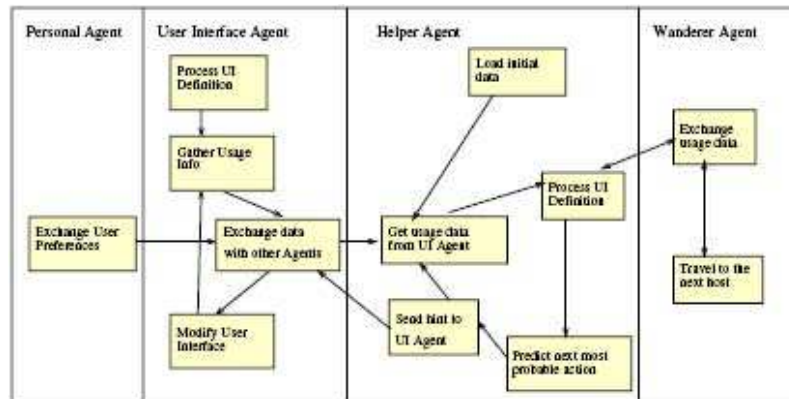 Personal Agent
User Interface Agent
Helper Agent
Wanderer Agent
Process UI
Definition
Gather Usage
Info
Exchange User
Preferences
Exchange data
with other Agents
Modify User
Interface
Load initial
data
Get usage data
from UI Agent
Process UI
Definition
Send hint to
UI Agent
Predict next most
probable action
Exchange
usage data
Travel to the
next host